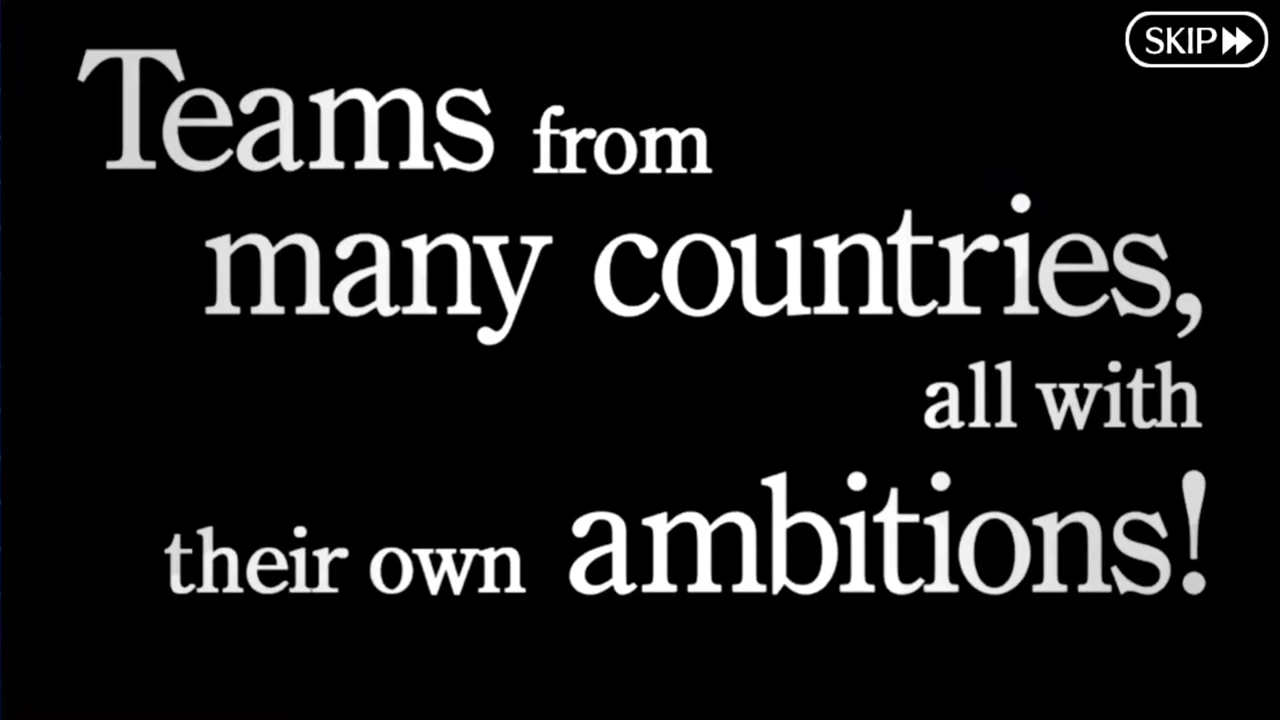 SKIP
Teams from
many countries,
all with
their own ambitions!